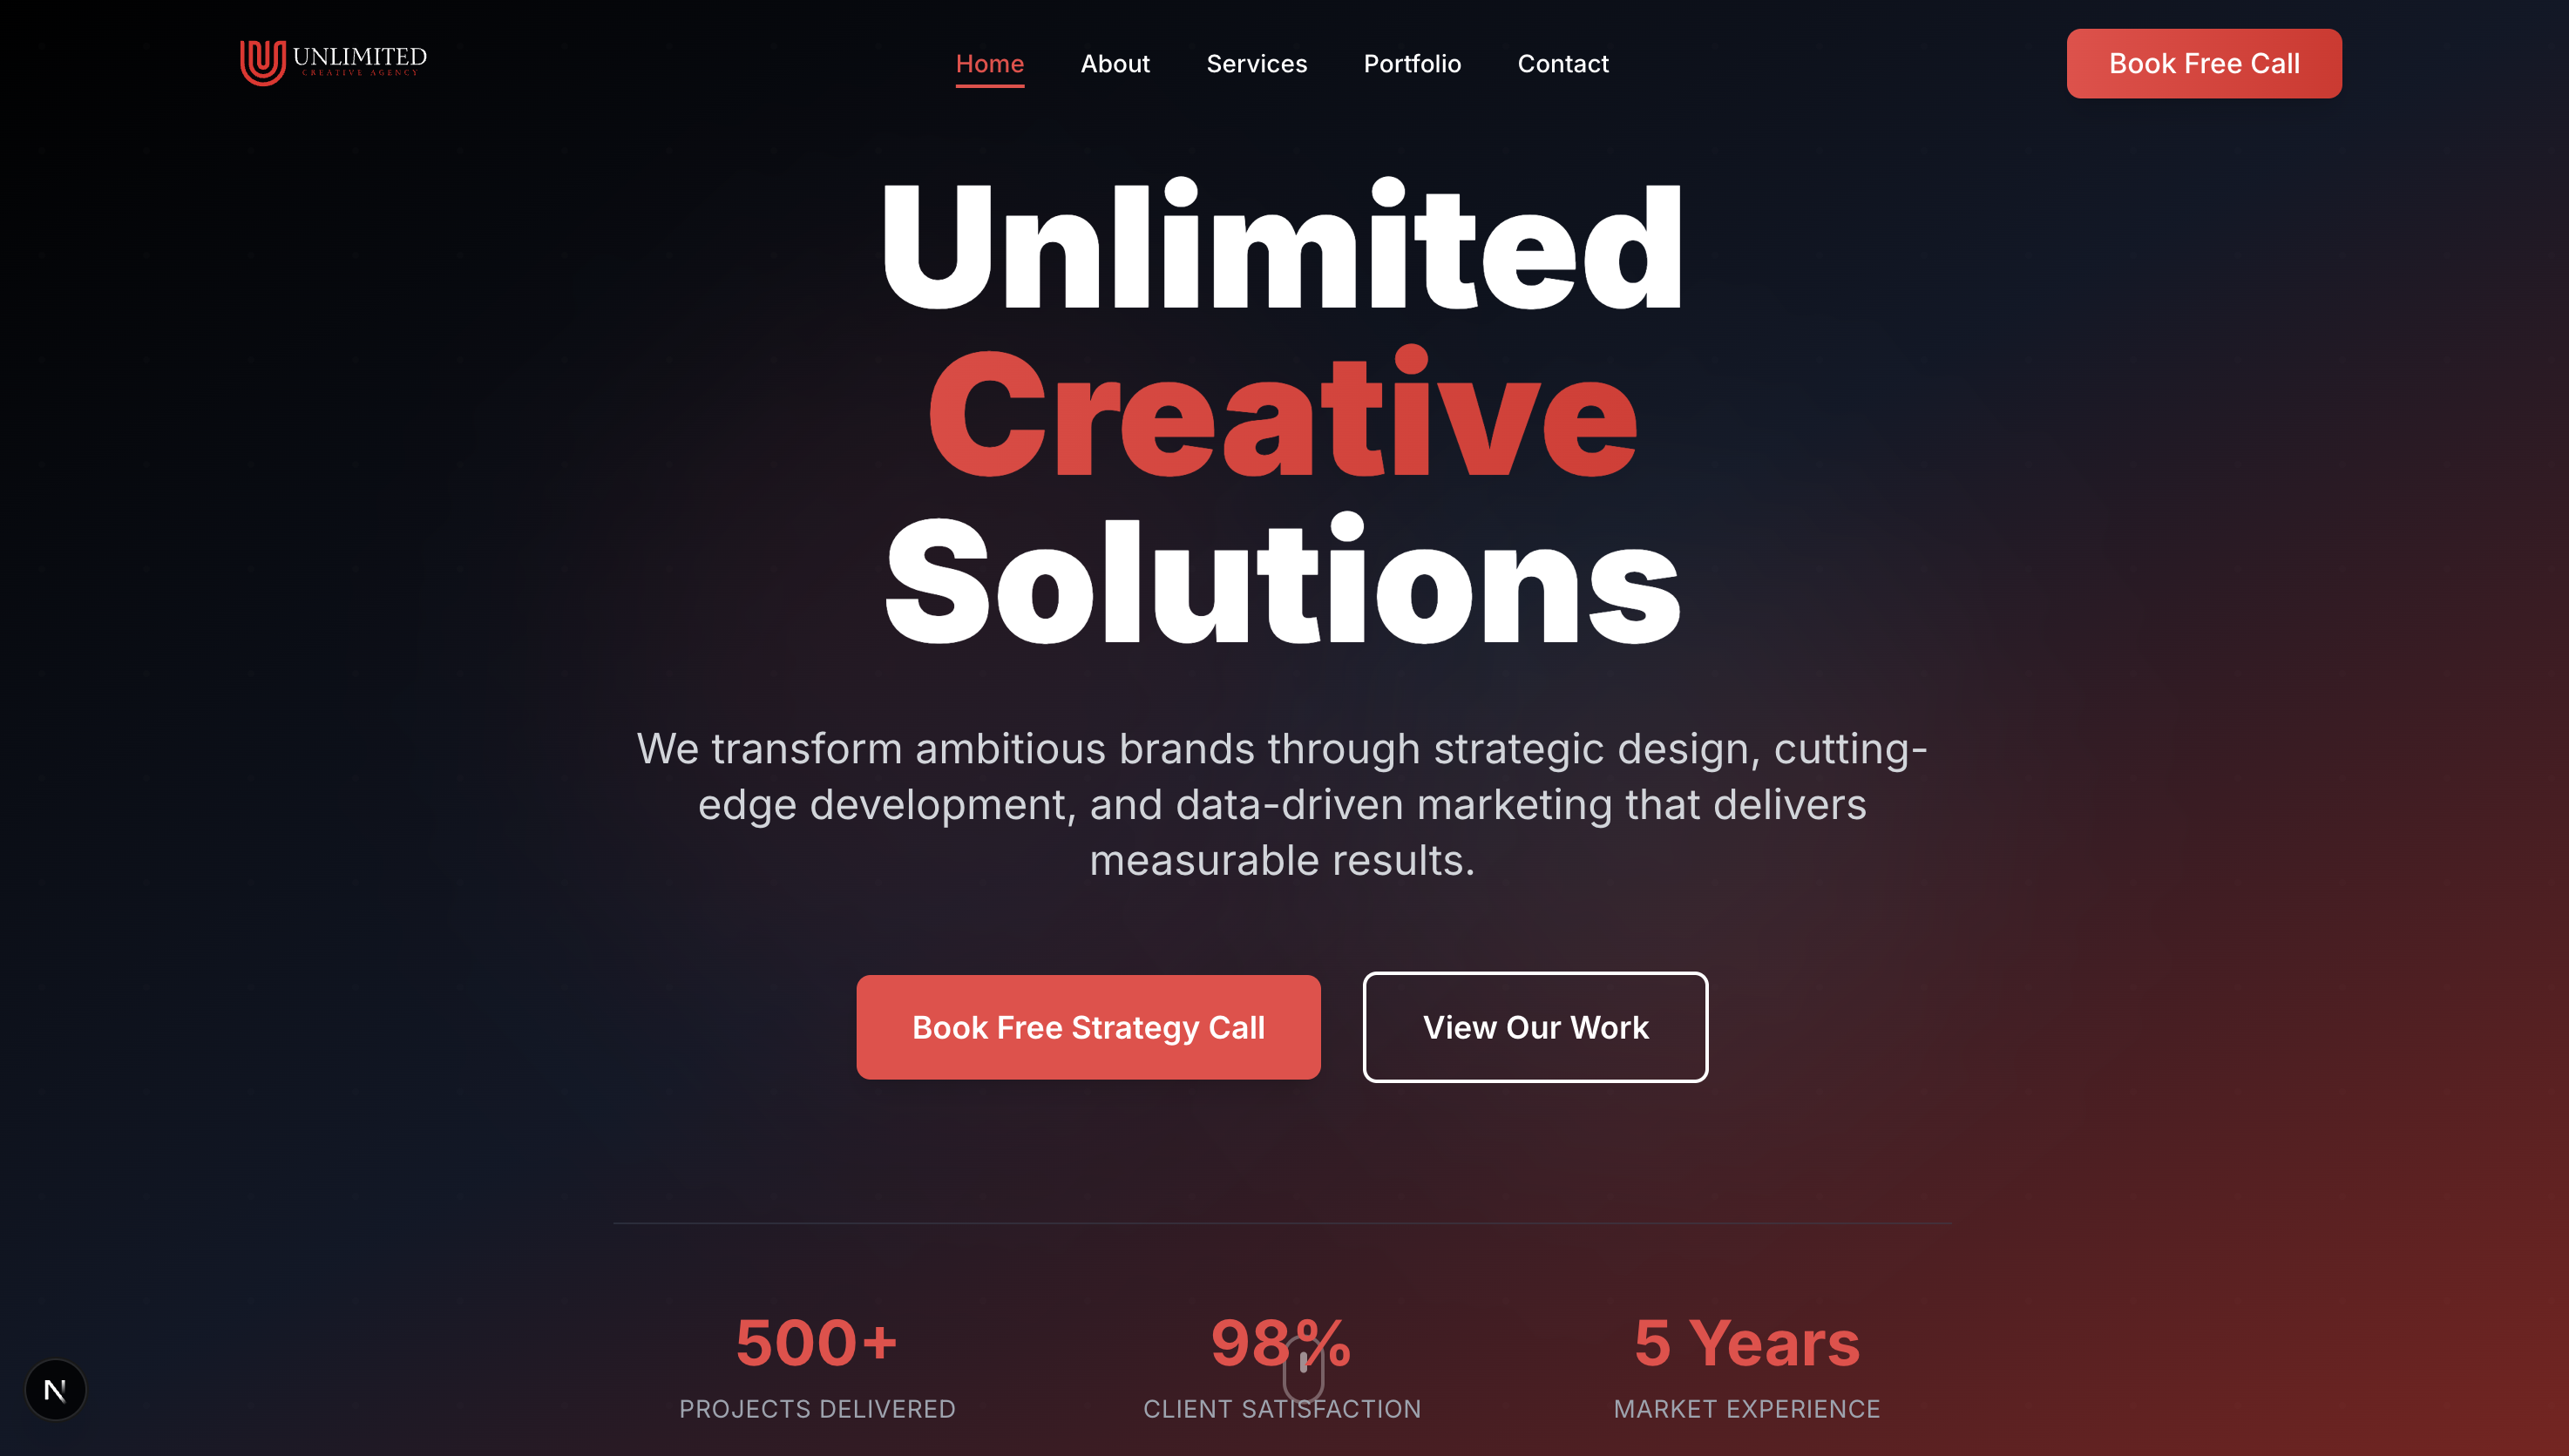 UNLIMITED
CREATIVE AGENCY
Home
About
Services
Portfolio
Contact
Book Free Call
Unlimited
Creative
Solutions
We transform ambitious brands through strategic design, cutting-
edge development, and data-driven marketing that delivers
measurable results.
Book Free Strategy Call
View Our Work
500+
98%
5 Years
PROJECTS DELIVERED
CLIENT SATISFACTION
MARKET EXPERIENCE
N